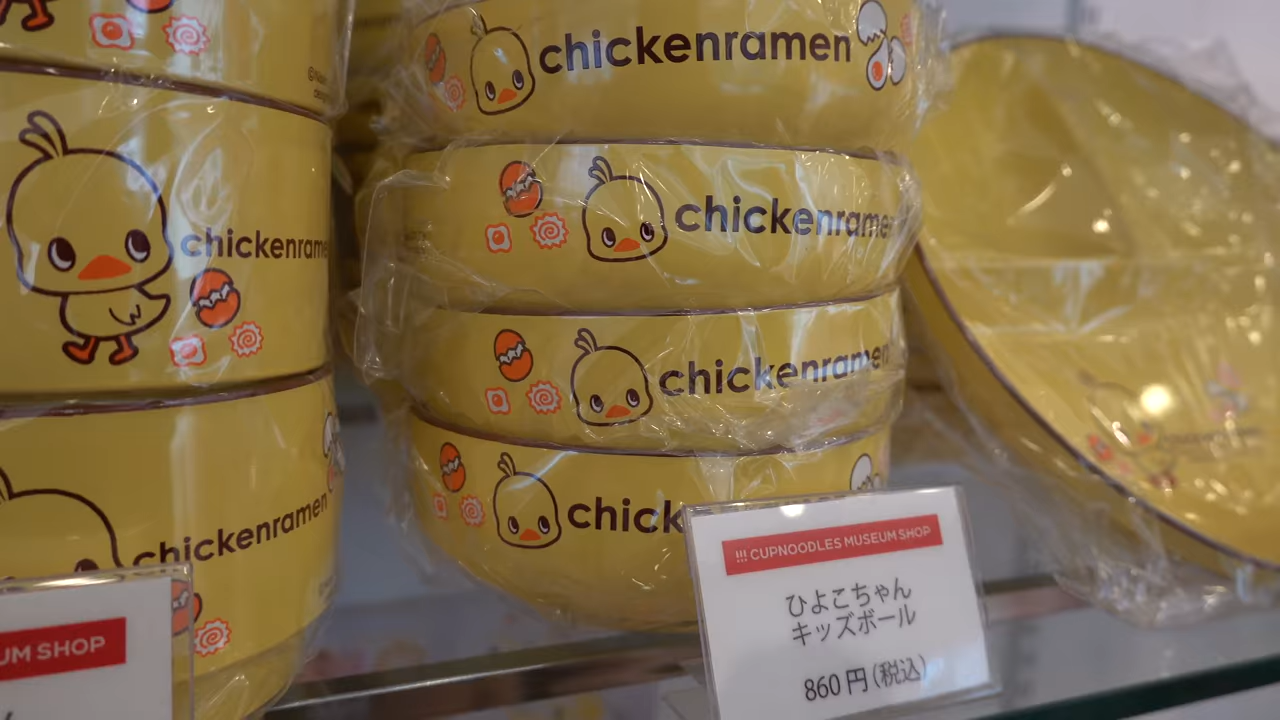 chickenramen
chickenramen
chickenrame
chickenramen
chickenramen
chickenramen
chick
!!! CUPNOODLES MUSEUM SHOP
ひよこちゃん
キッズボール
860円(税込)
UM SHOP